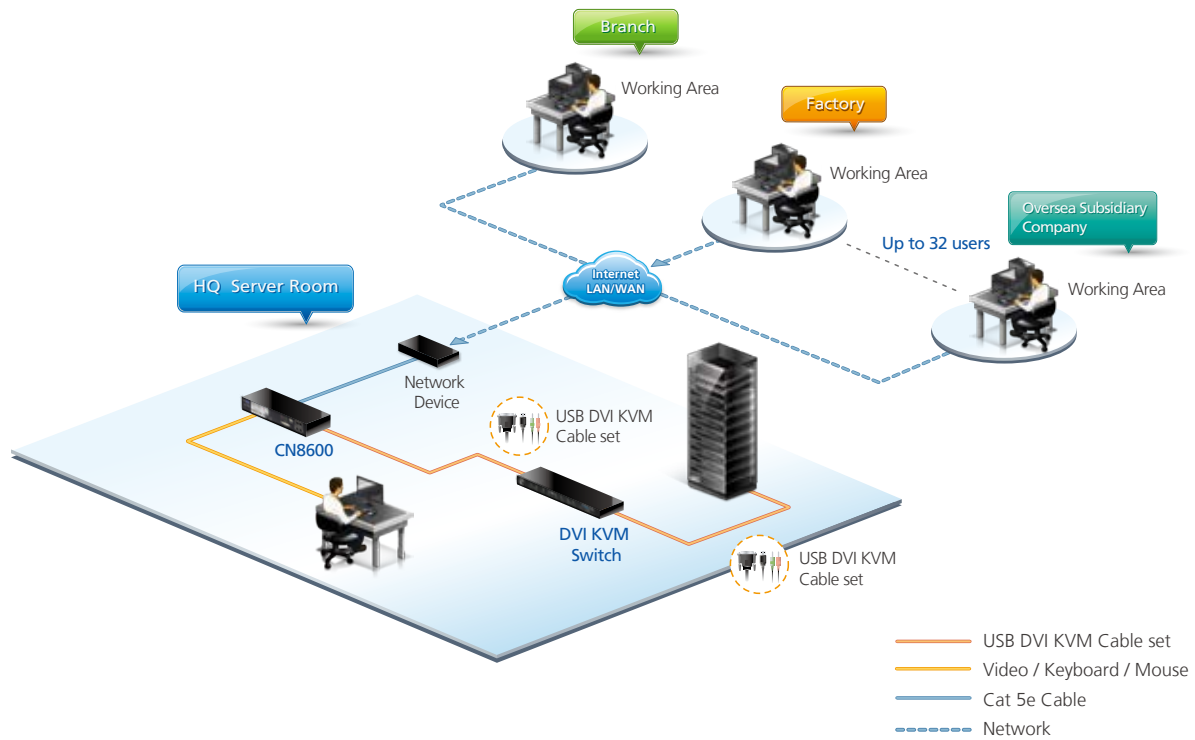 Branch
Working Area
Factory
Working Area
Oversea Subsidiary
Company
Up to 32 users
Working Area
Internet
LAN/WAN
HQ Server Room
Network
Device
CN8600
USB DVI KVM
Cable set
DVI KVM
Switch
USB DVI KVM
Cable set
USB DVI KVM Cable set
Video / Keyboard / Mouse
Cat 5e Cable
Network